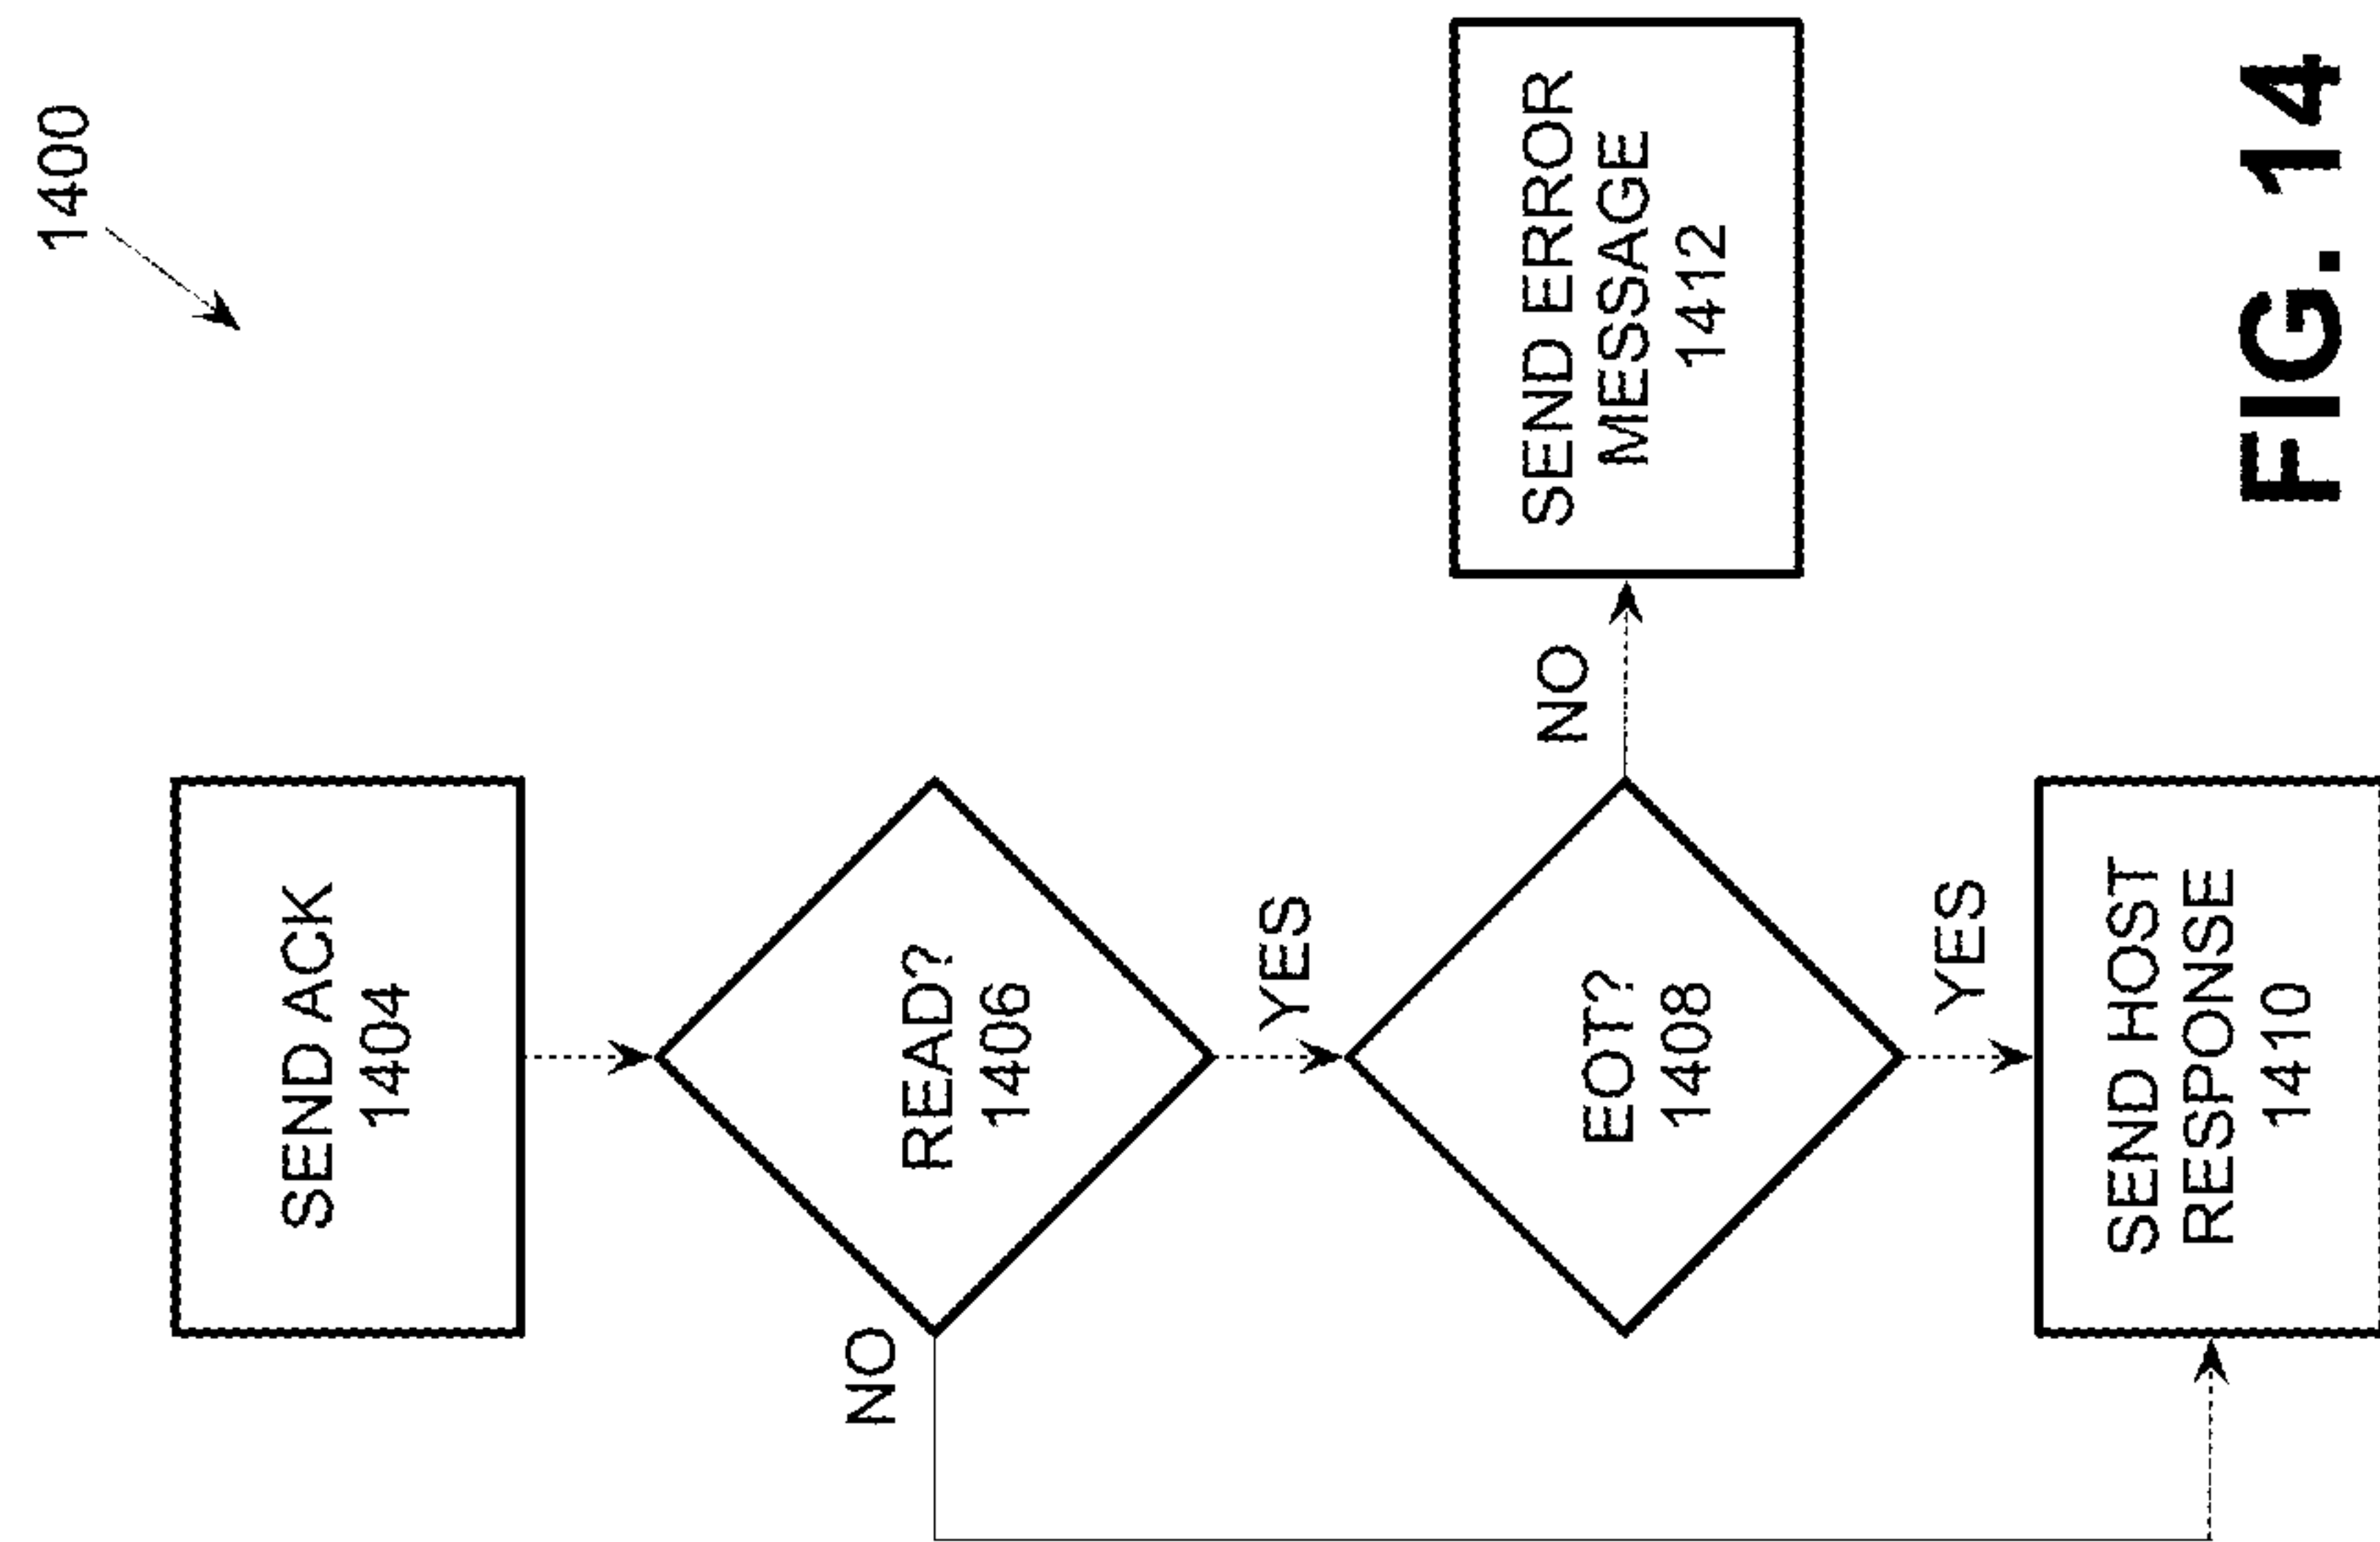 1400
SEND ACK
1404
READ?
1406
NO
YES
EOT?
1408
NO
SEND ERROR
MESSAGE
1412
YES
SEND HOST
RESPONSE
1410
FIG. 14